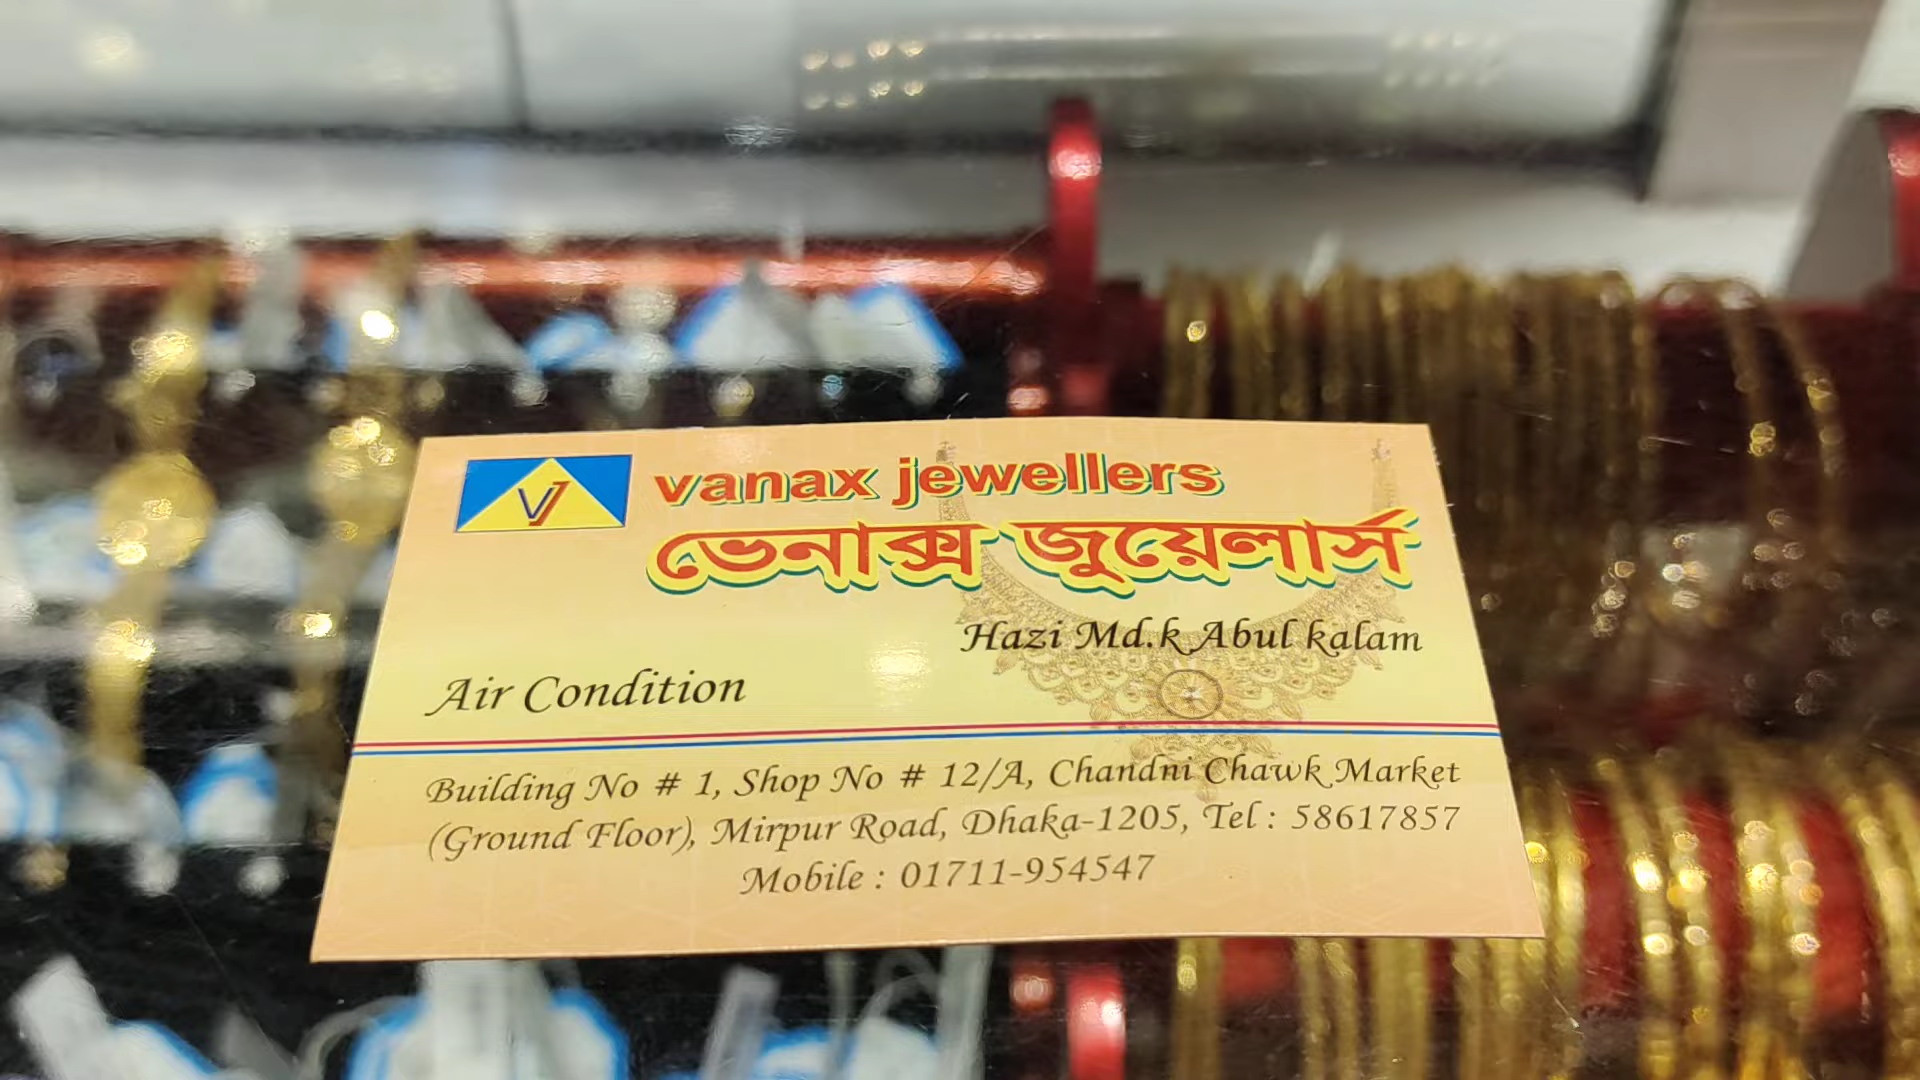 VJ
vanax jewellers
ভেনাক্স জুয়েলার্স
Hazi Md.k Abul kalam
Air Condition
Building No # 1, Shop No # 12/A, Chandni Chawk Market
(Ground Floor), Mirpur Road, Dhaka-1205, Tel : 58617857
Mobile : 01711-954547